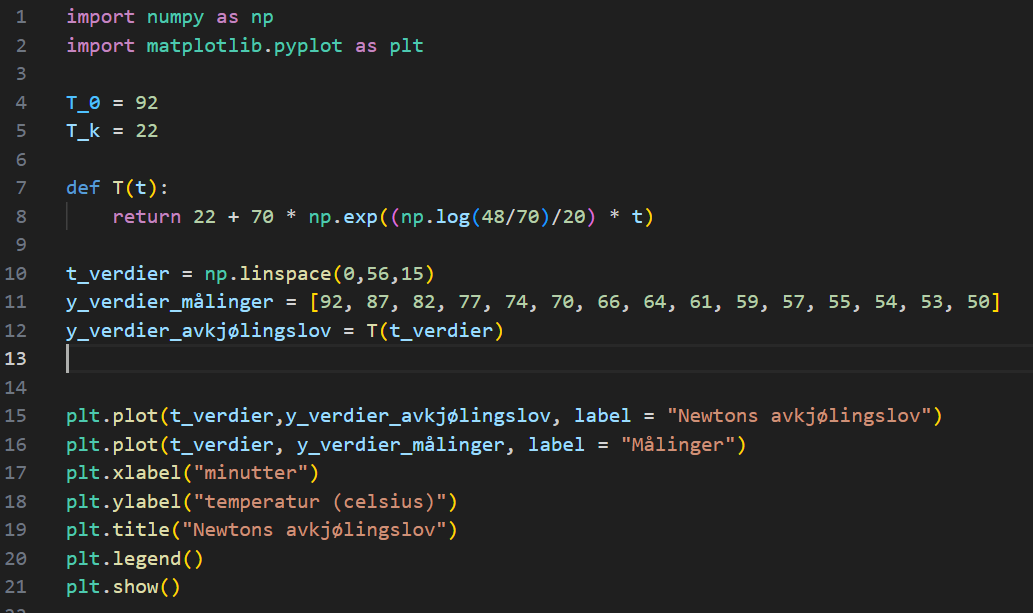 1 import numpy as np
2 import matplotlib.pyplot as plt
3
4 T_0 = 92
5 T_k = 22
6
7 def T(t):
8     return 22 + 70 * np.exp((np.log(48/70)/20) * t)
9
10 t_verdier = np.linspace(0,56,15)
11 y_verdier_målinger = [92, 87, 82, 77, 74, 70, 66, 64, 61, 59, 57, 55, 54, 53, 50]
12 y_verdier_avkjølingslov = T(t_verdier)
13
14
15 plt.plot(t_verdier,y_verdier_avkjølingslov, label = "Newtons avkjølingslov")
16 plt.plot(t_verdier, y_verdier_målinger, label = "Målinger")
17 plt.xlabel("minutter")
18 plt.ylabel("temperatur (celsius)")
19 plt.title("Newtons avkjølingslov")
20 plt.legend()
21 plt.show()